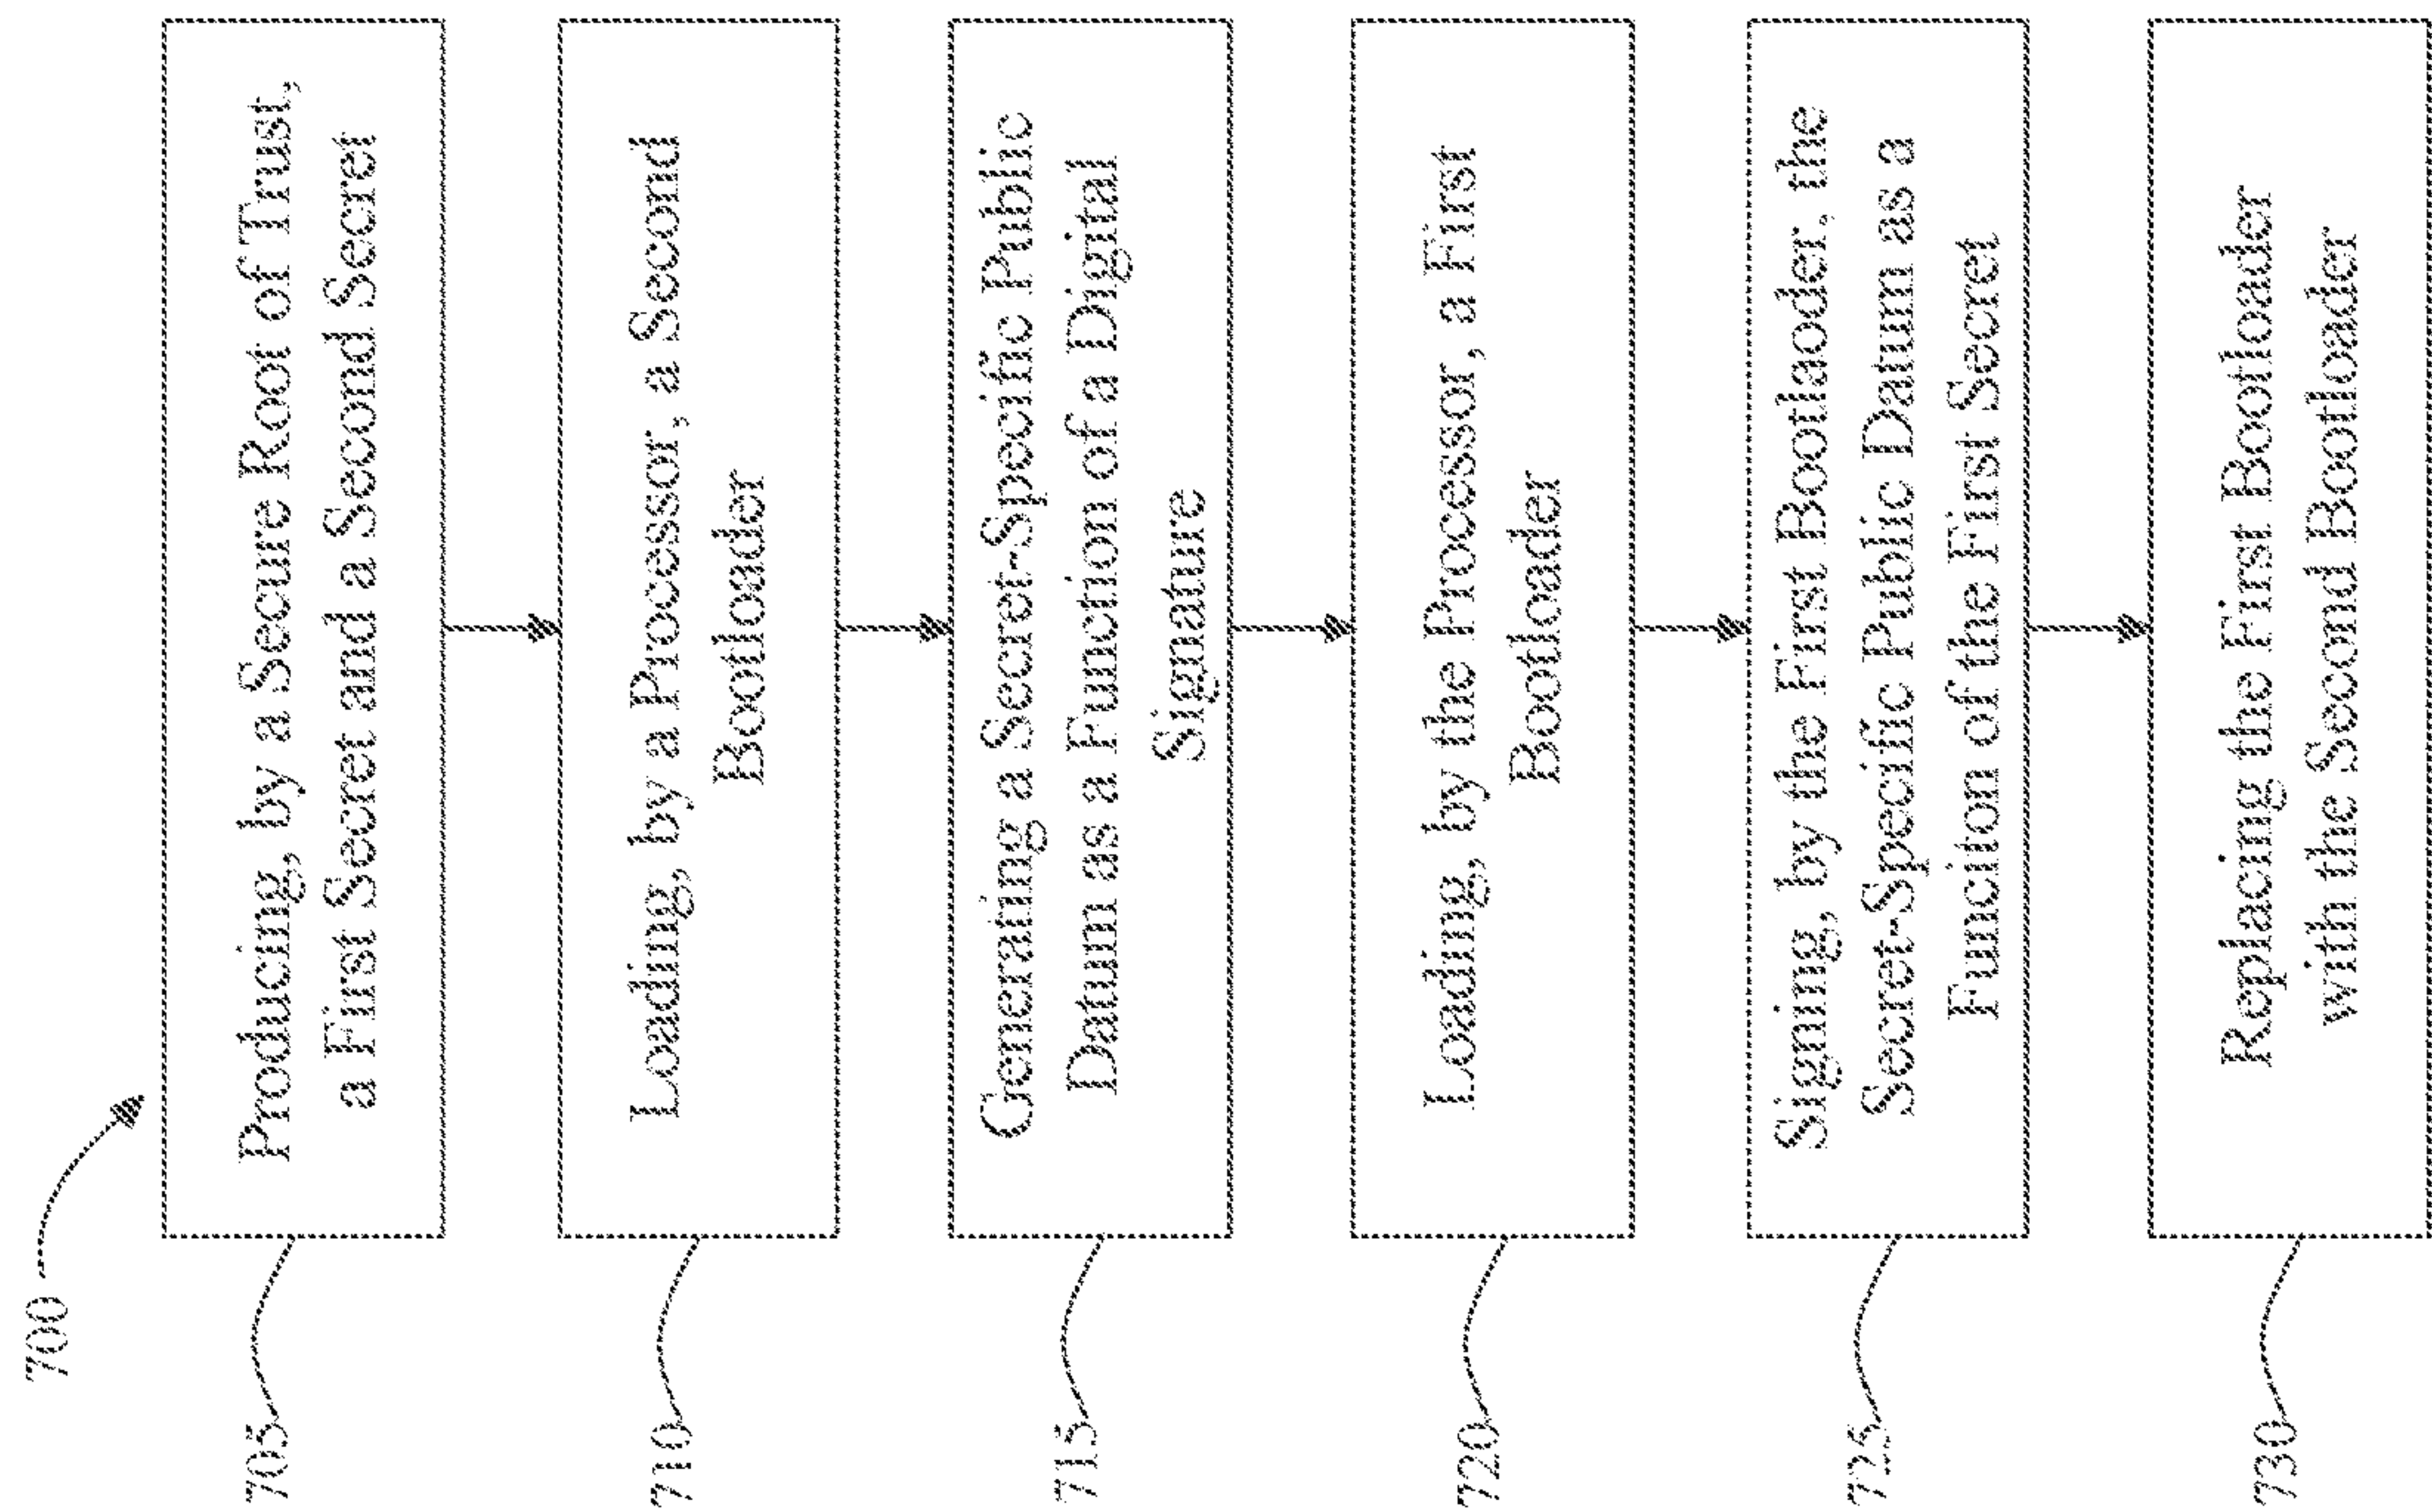 700
705
Producing, by a Secure Root of Trust,
a First Secret and a Second Secret
710
Loading, by a Processor, a Second
Bootloader
715
Generating a Secret-Specific Public
Datum as a Function of a Digital
Signature
720
Loading, by the Processor, a First
Bootloader
725
Signing, by the First Bootlaoder, the
Secret-Specific Public Datum as a
Funciton of the First Secret
730
Replacing the First Bootloader
with the Second Bootloader